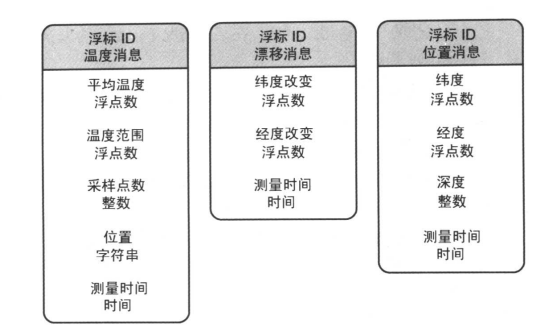 浮标 ID
温度消息
平均温度
浮点数
温度范围
浮点数
采样点数
整数
位置
字符串
测量时间
时间
浮标 ID
漂移消息
纬度改变
浮点数
经度改变
浮点数
测量时间
时间
浮标 ID
位置消息
纬度
浮点数
经度
浮点数
深度
整数
测量时间
时间